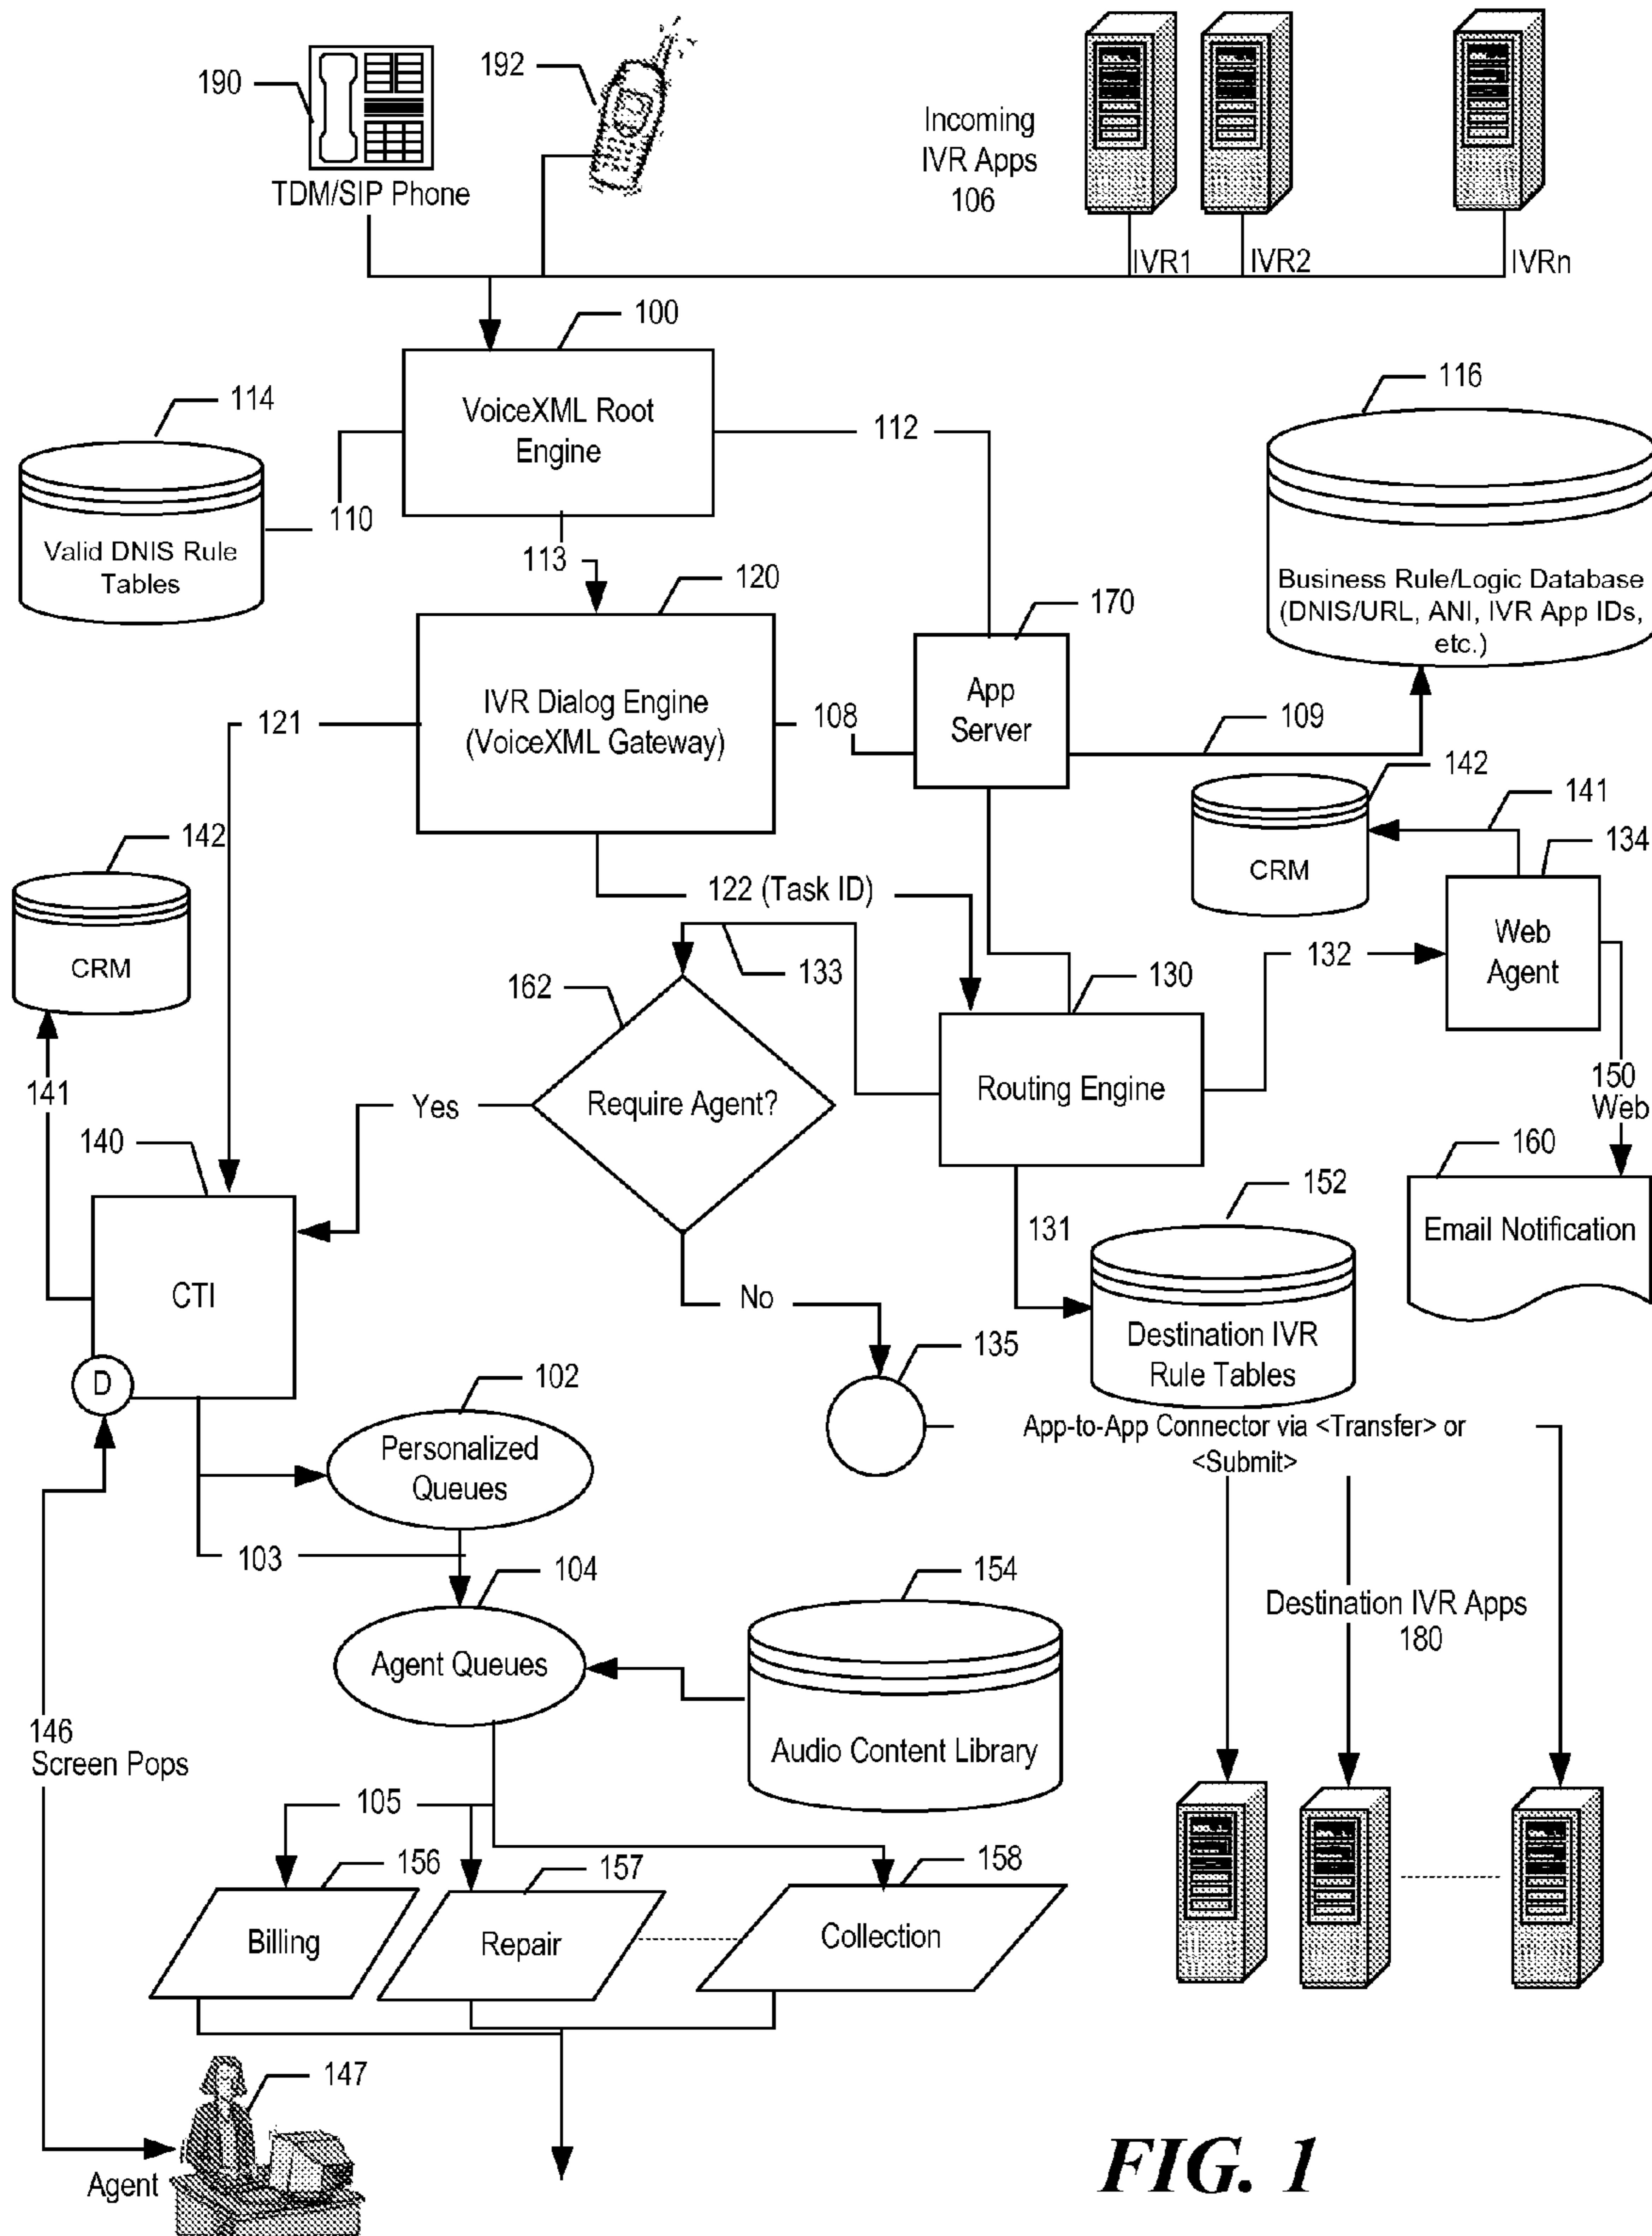 190
192
TDM/SIP Phone
Incoming
IVR Apps
106
IVR1
IVR2
IVRn
100
VoiceXML Root
Engine
114
Valid DNIS Rule
Tables
110
112
116
Business Rule/Logic Database
(DNIS/URL, ANI, IVR App IDs,
etc.)
113
120
170
IVR Dialog Engine
(VoiceXML Gateway)
App
Server
121
108
109
142
141
134
CRM
Web
Agent
142
CRM
122 (Task ID)
133
132
162
130
Require Agent?
Routing Engine
141
Yes
150
Web
140
160
152
131
Email Notification
CTI
No
Destination IVR
Rule Tables
135
D
102
Personalized
Queues
App-to-App Connector via <Transfer> or
<Submit>
103
104
154
Agent Queues
Destination IVR Apps
180
146
Screen Pops
Audio Content Library
105
156
157
158
Billing
Repair
Collection
147
Agent
FIG. 1